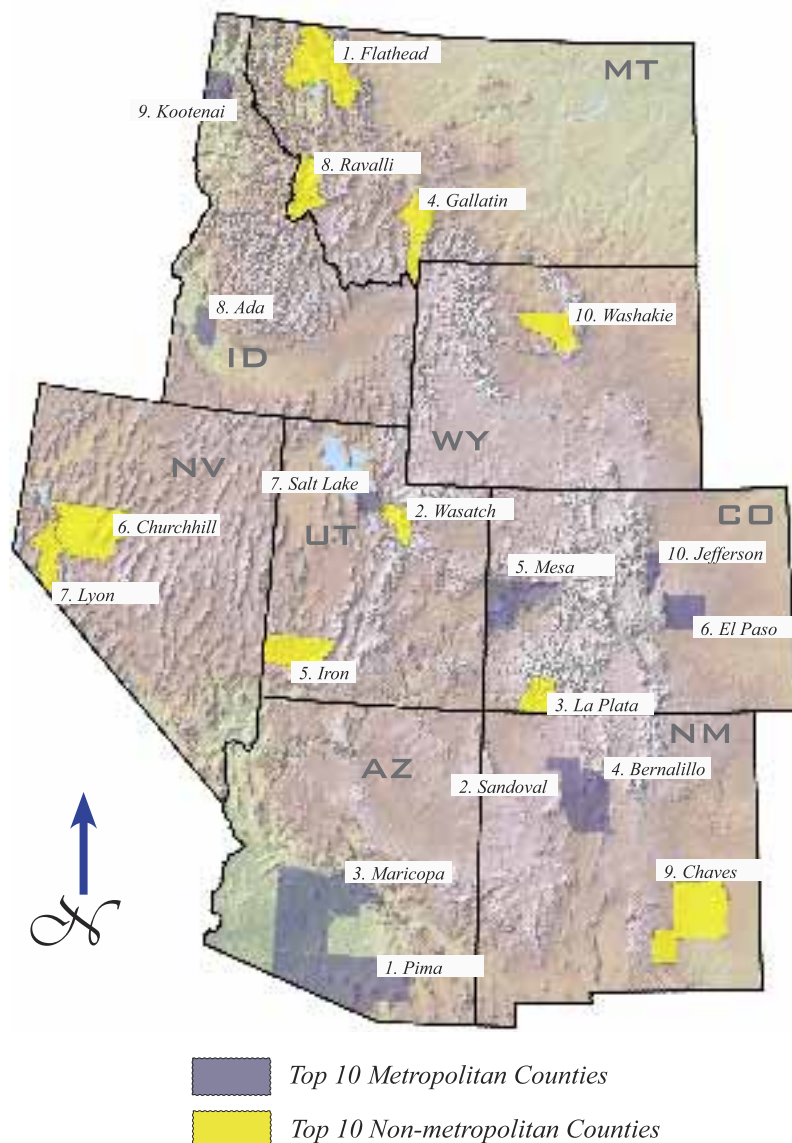 1. Flathead
MT
9. Kootenai
8. Ravalli
4. Gallatin
8. Ada
10. Washakie
ID
WY
NV
7. Salt Lake
2. Wasatch
CO
6. Churchhill
UT
10. Jefferson
5. Mesa
7. Lyon
6. El Paso
5. Iron
3. La Plata
NM
AZ
4. Bernalillo
2. Sandoval
3. Maricopa
9. Chaves
N
1. Pima
Top 10 Metropolitan Counties
Top 10 Non-metropolitan Counties